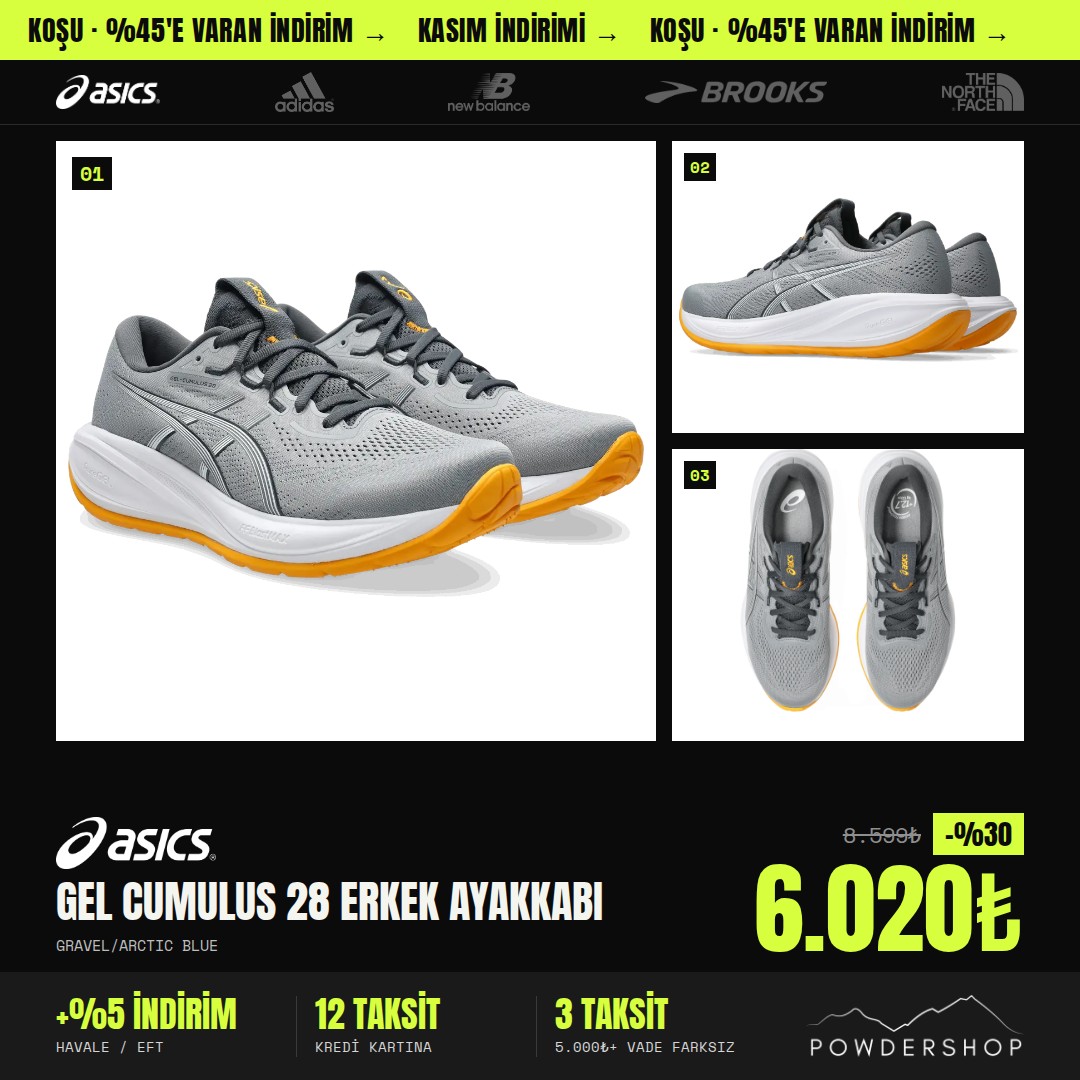 KOŞU · %45'E VARAN İNDİRİM → KASIM İNDİRİMİ → KOŞU · %45'E VARAN İNDİRİM →
asics adidas new balance BROOKS THE NORTH FACE
01
02
03
asics
8.599₺ -%30
GEL CUMULUS 28 ERKEK AYAKKABI
6.020₺
GRAVEL/ARCTIC BLUE
+%5 İNDİRİM
HAVALE / EFT
12 TAKSİT
KREDİ KARTINA
3 TAKSİT
5.000₺+ VADE FARKSIZ
POWDERSHOP